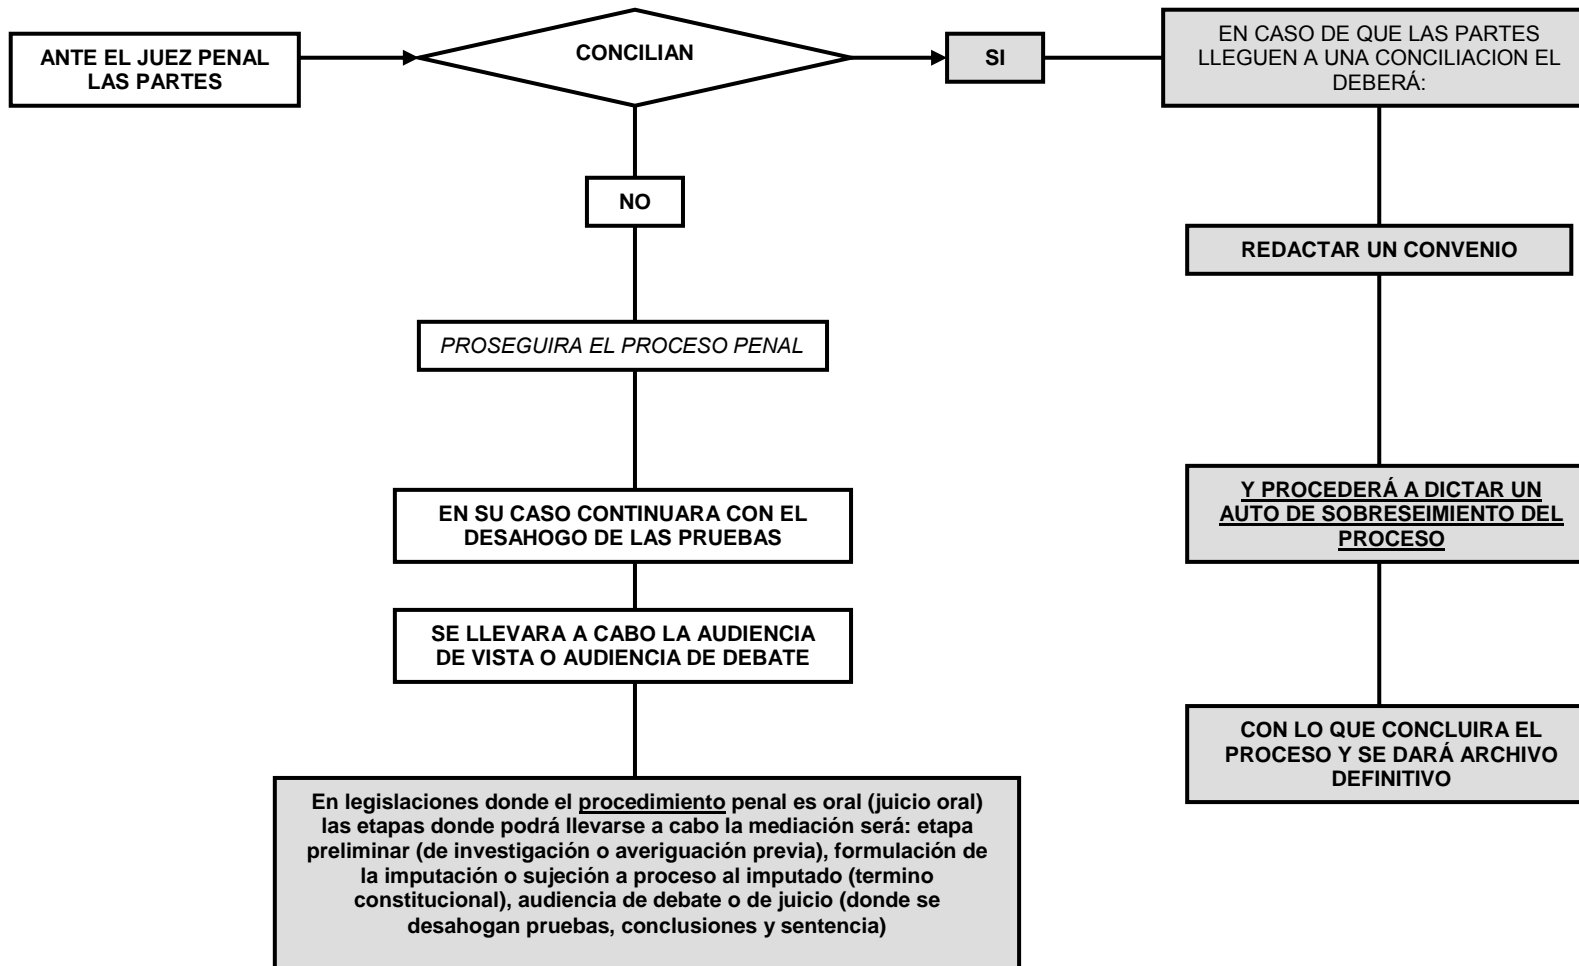 ANTE EL JUEZ PENAL
LAS PARTES
CONCILIAN
SI
EN CASO DE QUE LAS PARTES
LLEGUEN A UNA CONCILIACION EL
DEBERÁ:
NO
REDACTAR UN CONVENIO
PROSEGUIRA EL PROCESO PENAL
Y PROCEDERÁ A DICTAR UN
AUTO DE SOBRESEIMIENTO DEL
PROCESO
EN SU CASO CONTINUARA CON EL
DESAHOGO DE LAS PRUEBAS
SE LLEVARA A CABO LA AUDIENCIA
DE VISTA O AUDIENCIA DE DEBATE
CON LO QUE CONCLUIRA EL
PROCESO Y SE DARÁ ARCHIVO
DEFINITIVO
En legislaciones donde el procedimiento penal es oral (juicio oral)
las etapas donde podrá llevarse a cabo la mediación será: etapa
preliminar (de investigación o averiguación previa), formulación de
la imputación o sujeción a proceso al imputado (termino
constitucional), audiencia de debate o de juicio (donde se
desahogan pruebas, conclusiones y sentencia)